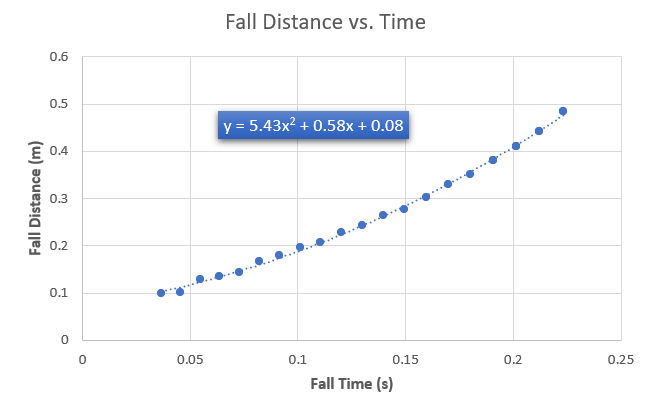 Fall Distance vs. Time
0.6
0.5
y = 5.43x² + 0.58x + 0.08
0.4
0.3
0.2
0.1
0
Fall Distance (m)
0 0.05 0.1 0.15 0.2 0.25
Fall Time (s)